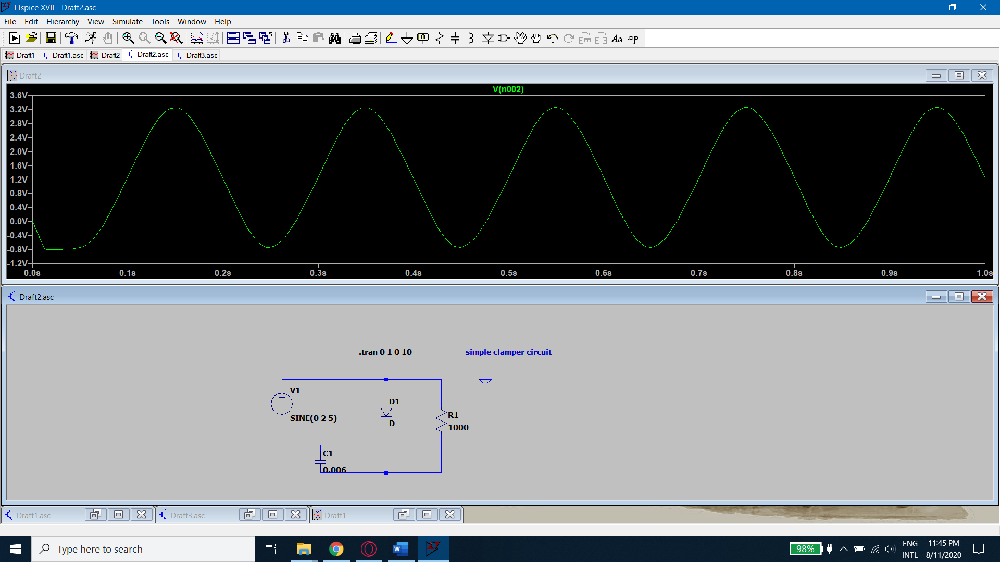 LTspice XVII - Draft2.asc
File Edit Hierarchy View Simulate Tools Window Help
Aa .op
Draft1 Draft1.asc Draft2 Draft2.asc Draft3.asc
Draft2
V(n002)
3.6V
3.2V
2.8V
2.4V
2.0V
1.6V
1.2V
0.8V
0.4V
0.0V
-0.4V
-0.8V
-1.2V
0.0s 0.1s 0.2s 0.3s 0.4s 0.5s 0.6s 0.7s 0.8s 0.9s 1.0s
Draft2.asc
.tran 0 1 0 10 simple clamper circuit
V1
SINE(0 2 5)
D1
D
R1
1000
C1
0.006
Draft1.asc Draft3.asc Draft1
Type here to search
98%
ENG
INTL
11:45 PM
8/11/2020